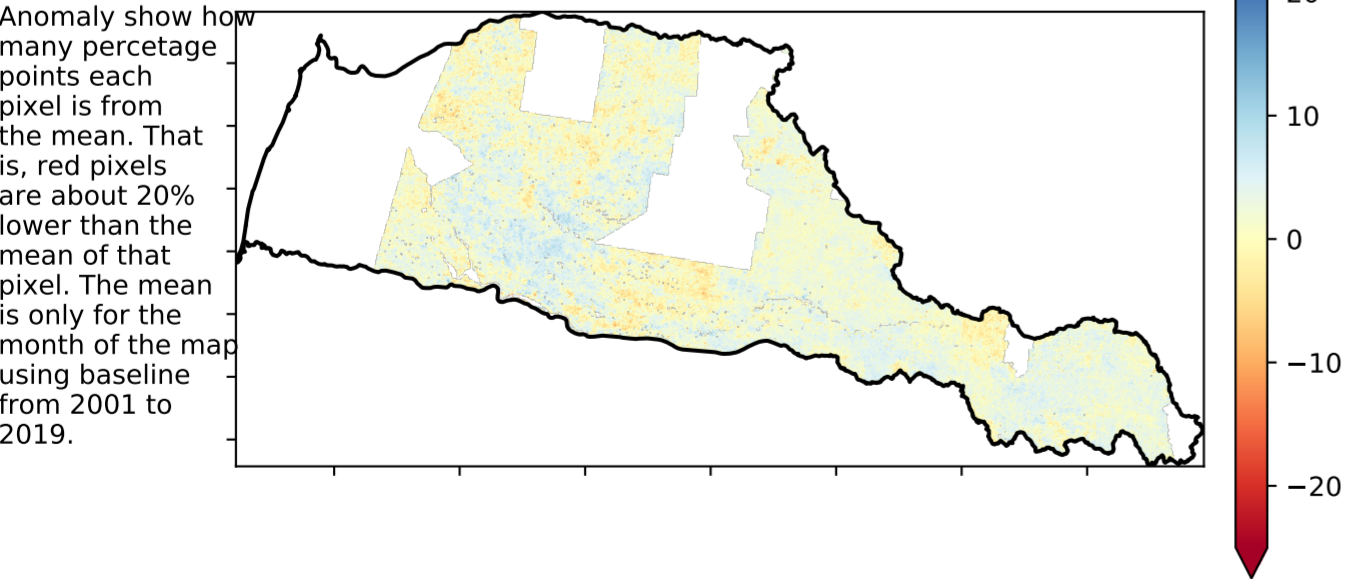 Anomaly show how
many percetage
points each
pixel is from
the mean. That
is, red pixels
are about 20%
lower than the
mean of that
pixel. The mean
is only for the
month of the map
using baseline
from 2001 to
2019.
10
0
−10
−20